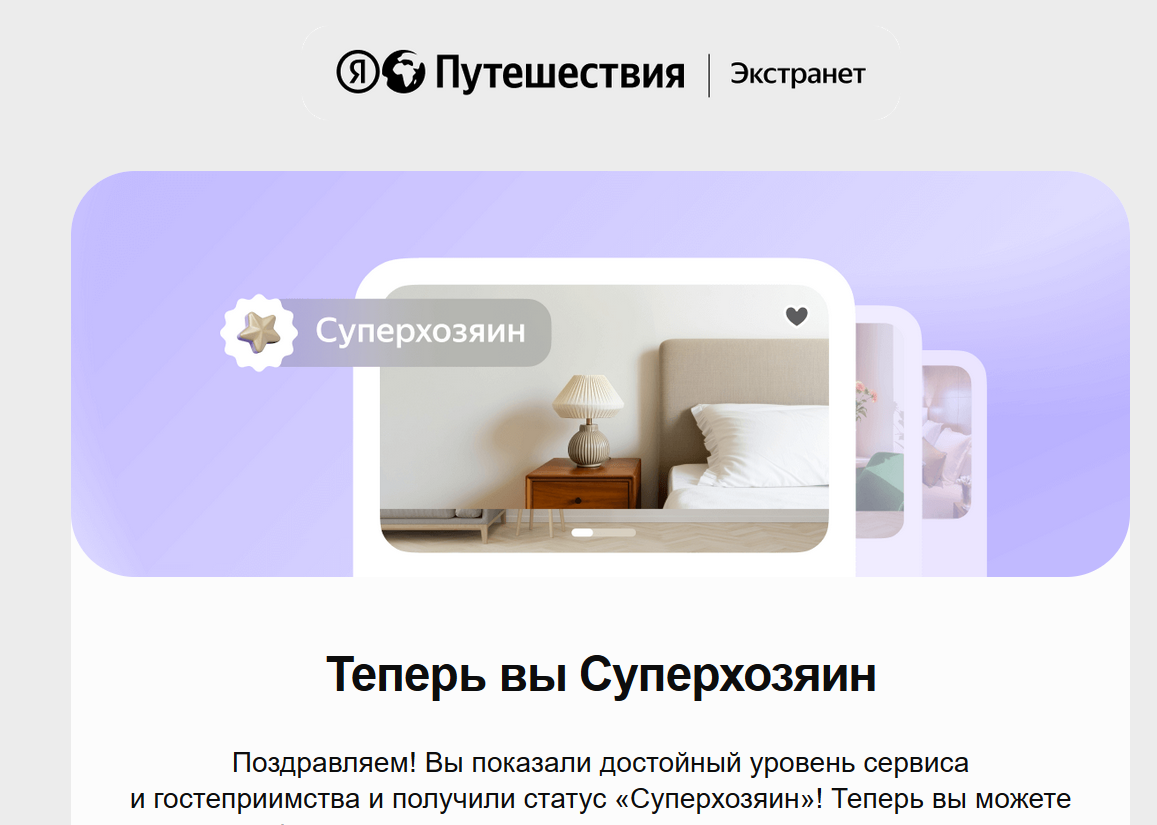 Я Путешествия | Экстранет
Суперхозяин
Теперь вы Суперхозяин
Поздравляем! Вы показали достойный уровень сервиса
и гостеприимства и получили статус «Суперхозяин»! Теперь вы можете